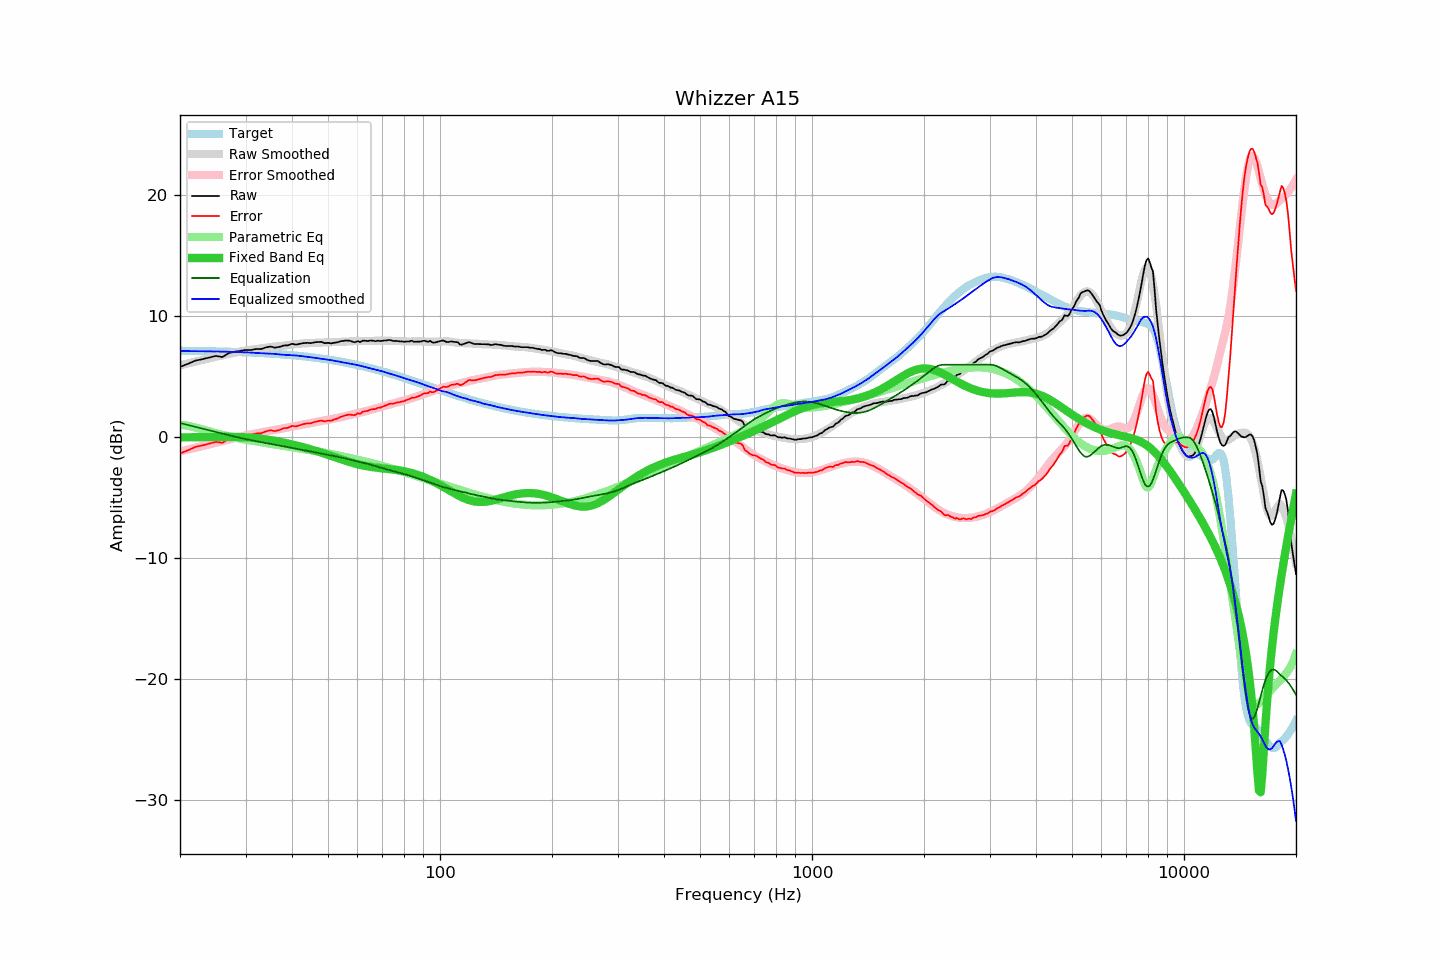 Whizzer A15
Target
Raw Smoothed
Error Smoothed
Raw
Error
Parametric Eq
Fixed Band Eq
Equalization
Equalized smoothed
20
10
0
−10
−20
−30
Amplitude (dBr)
100
1000
10000
Frequency (Hz)